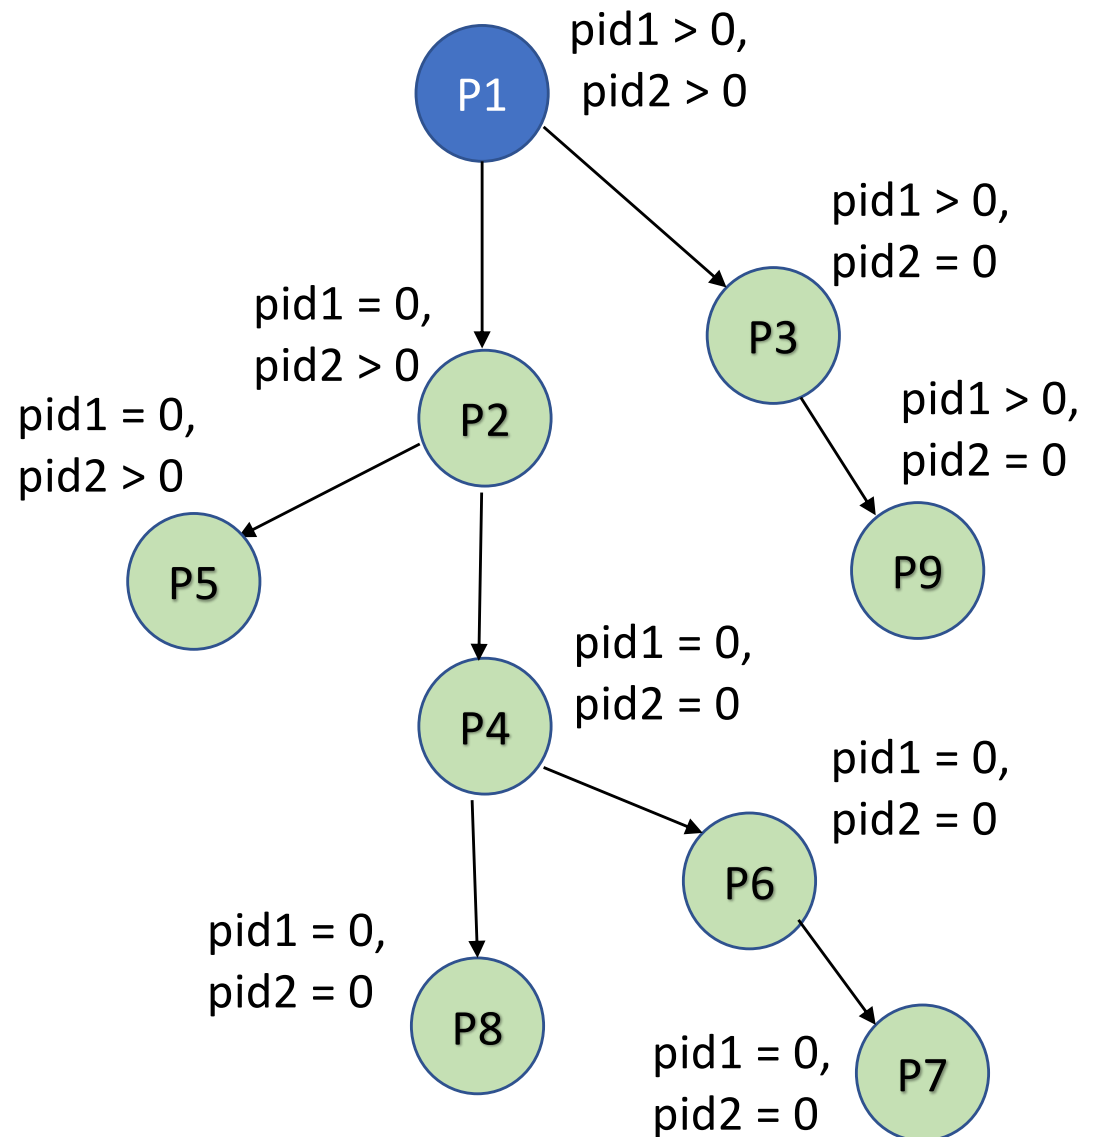 P1
pid1 > 0,
pid2 > 0
pid1 > 0,
pid2 = 0
P3
pid1 = 0,
pid2 > 0
P2
pid1 = 0,
pid2 > 0
P5
pid1 > 0,
pid2 = 0
P9
pid1 = 0,
pid2 = 0
P4
pid1 = 0,
pid2 = 0
P6
pid1 = 0,
pid2 = 0
P8
pid1 = 0,
pid2 = 0
P7